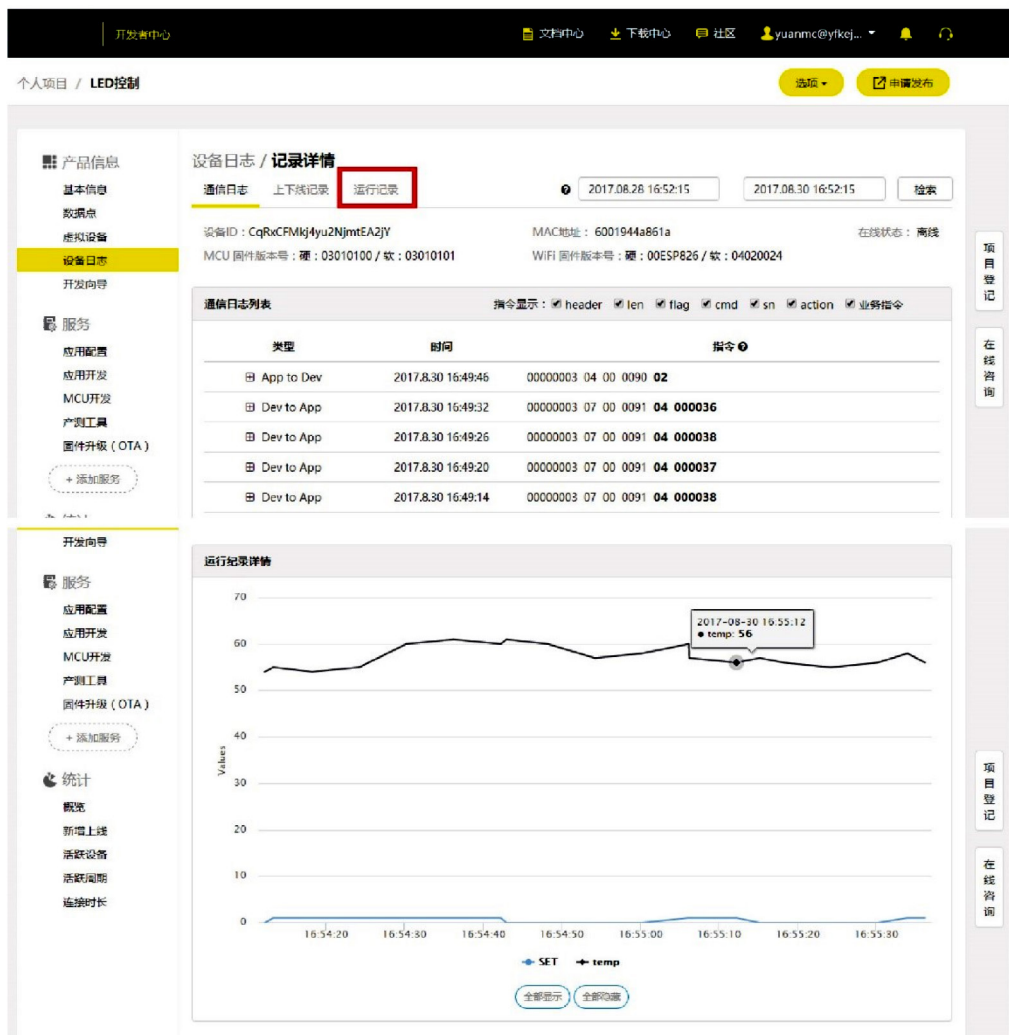 开发者中心 文档中心 下载中心 社区 yuanmc@yfkej...
个人项目 / LED控制 选项 申请发布
产品信息
基本信息
数据点
虚拟设备
设备日志
开发向导
服务
应用配置
应用开发
MCU开发
产测工具
固件升级（OTA）
+ 添加服务
设备日志 / 记录详情
通信日志 上下线记录 运行记录 2017.08.28 16:52:15 2017.08.30 16:52:15 检索
设备ID：CqRxCFMkj4yu2NjmtEA2jY MAC地址：6001944a861a 在线状态：离线
MCU 固件版本号：硬：03010100 / 软：03010101 WiFi 固件版本号：硬：00ESP826 / 软：04020024
通信日志列表 指令显示： header len flag cmd sn action 业务指令
类型 时间 指令
App to Dev 2017.8.30 16:49:46 00000003 04 00 0090 02
Dev to App 2017.8.30 16:49:32 00000003 07 00 0091 04 000036
Dev to App 2017.8.30 16:49:26 00000003 07 00 0091 04 000038
Dev to App 2017.8.30 16:49:20 00000003 07 00 0091 04 000037
Dev to App 2017.8.30 16:49:14 00000003 07 00 0091 04 000038
项目登记
在线咨询
开发向导
服务
应用配置
应用开发
MCU开发
产测工具
固件升级（OTA）
+ 添加服务
统计
概览
新增上线
活跃设备
活跃周期
连接时长
运行纪录详情
70
60
50
40
30
20
10
0
Values
2017-08-30 16:55:12
temp: 56
16:54:20 16:54:30 16:54:40 16:54:50 16:55:00 16:55:10 16:55:20 16:55:30
SET temp
全部显示 全部隐藏
项目登记
在线咨询